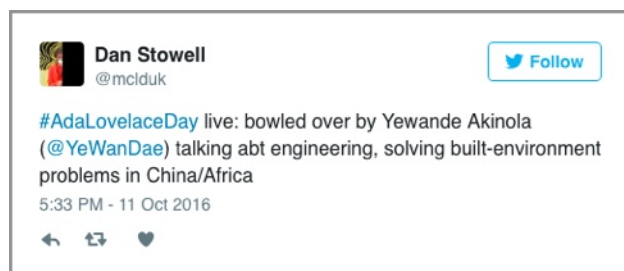 Dan Stowell
@mclduk
Follow
#AdaLovelaceDay live: bowled over by Yewande Akinola
(@YeWanDae) talking abt engineering, solving built-environment
problems in China/Africa
5:33 PM - 11 Oct 2016